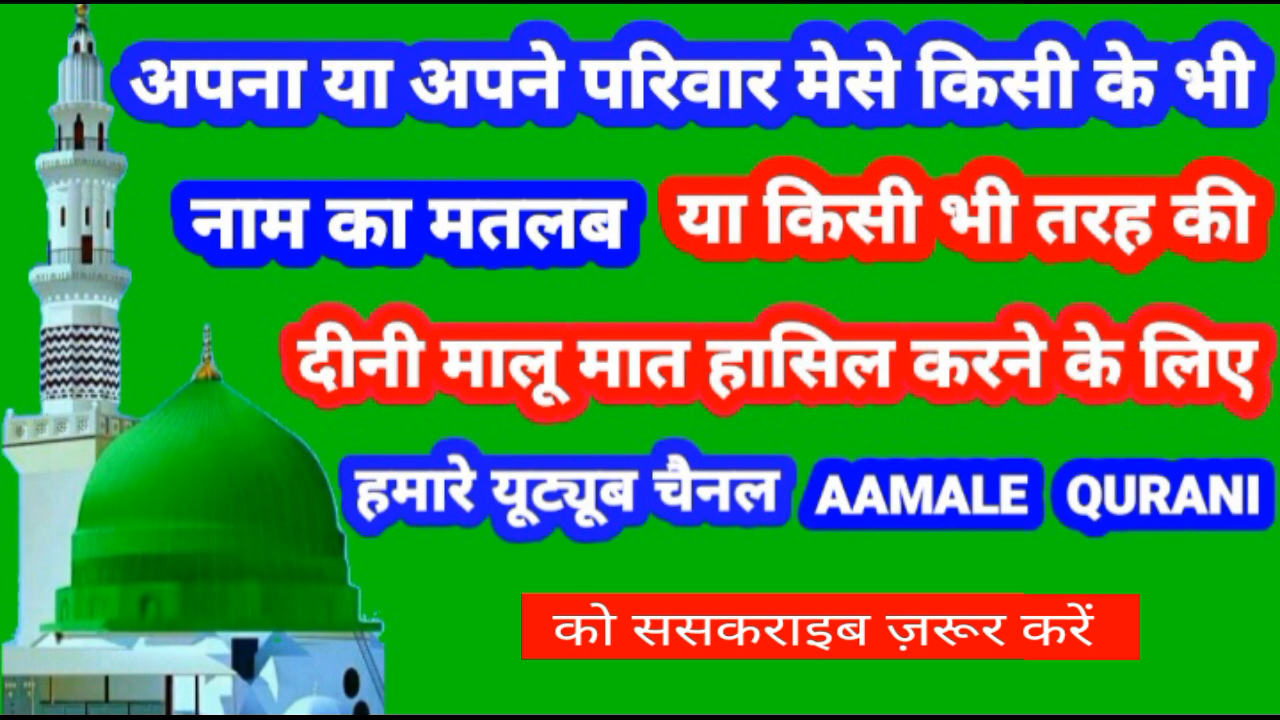 अपना या अपने परिवार मेसे किसी के भी
नाम का मतलब या किसी भी तरह की
दीनी मालू मात हासिल करने के लिए
हमारे यूट्यूब चैनल AAMALE QURANI
को ससकराइब ज़रूर करें